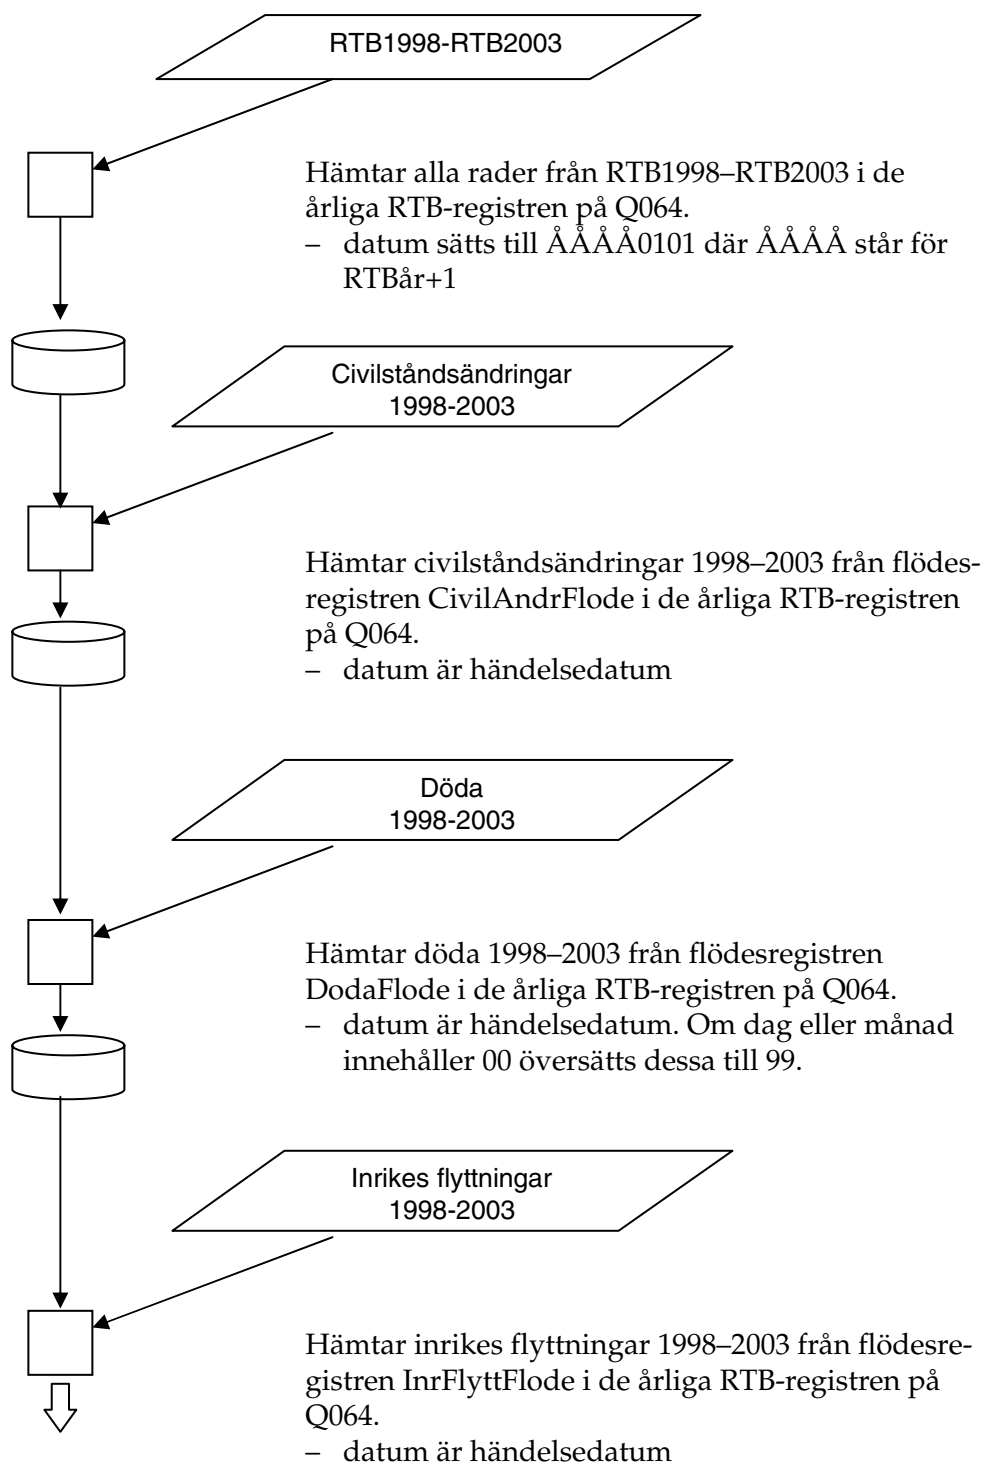 RTB1998-RTB2003
Hämtar alla rader från RTB1998–RTB2003 i de
årliga RTB-registren på Q064.
– datum sätts till ÅÅÅÅ0101 där ÅÅÅÅ står för
RTBår+1
Civilståndsändringar
1998-2003
Hämtar civilståndsändringar 1998–2003 från flödes-
registren CivilAndrFlode i de årliga RTB-registren
på Q064.
– datum är händelsedatum
Döda
1998-2003
Hämtar döda 1998–2003 från flödesregistren
DodaFlode i de årliga RTB-registren på Q064.
– datum är händelsedatum. Om dag eller månad
innehåller 00 översätts dessa till 99.
Inrikes flyttningar
1998-2003
Hämtar inrikes flyttningar 1998–2003 från flödesre-
gistren InrFlyttFlode i de årliga RTB-registren på
Q064.
– datum är händelsedatum